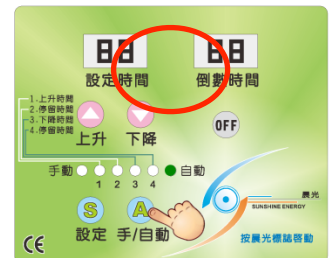 88 88
設定時間 倒數時間
1.上升時間
2.停留時間
3.下降時間
4.停留時間
上升 下降 OFF
手動 自動
1 2 3 4
S A
設定 手/自動
晨光
SUNSHINE ENERGY
按晨光標誌啓動
CE